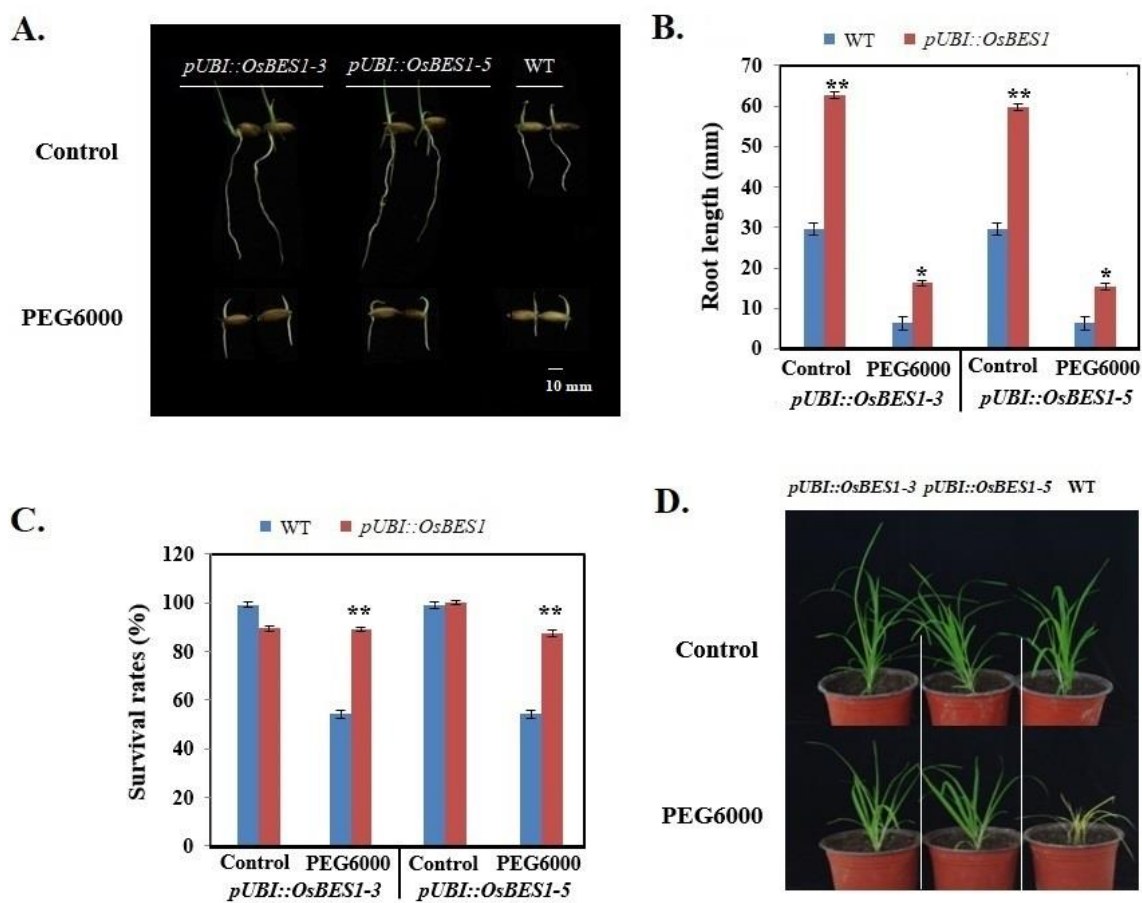 A.
pUBI::OsBES1-3 pUBI::OsBES1-5 WT
Control
PEG6000
10 mm
B.
WT pUBI::OsBES1
Root length (mm)
70
60
50
40
30
20
10
0
** * ** *
Control PEG6000 Control PEG6000
pUBI::OsBES1-3 pUBI::OsBES1-5
C.
WT pUBI::OsBES1
Survival rates (%)
120
100
80
60
40
20
0
** **
Control PEG6000 Control PEG6000
pUBI::OsBES1-3 pUBI::OsBES1-5
D.
pUBI::OsBES1-3 pUBI::OsBES1-5 WT
Control
PEG6000